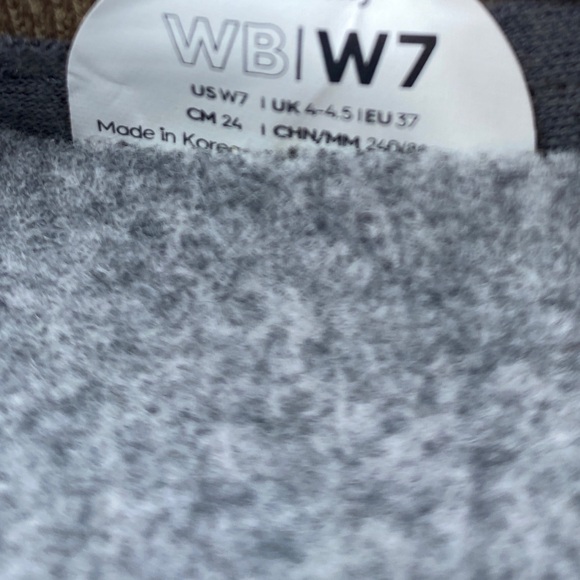 WB|W7
US W7 | UK 4-4.5 | EU 37
CM 24 | CHN/MM
Made in Korea